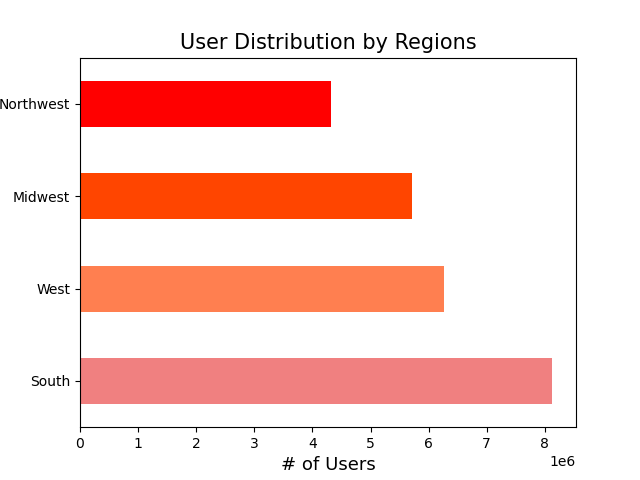 User Distribution by Regions
Northwest
Midwest
West
South
0 1 2 3 4 5 6 7 8
1e6
# of Users